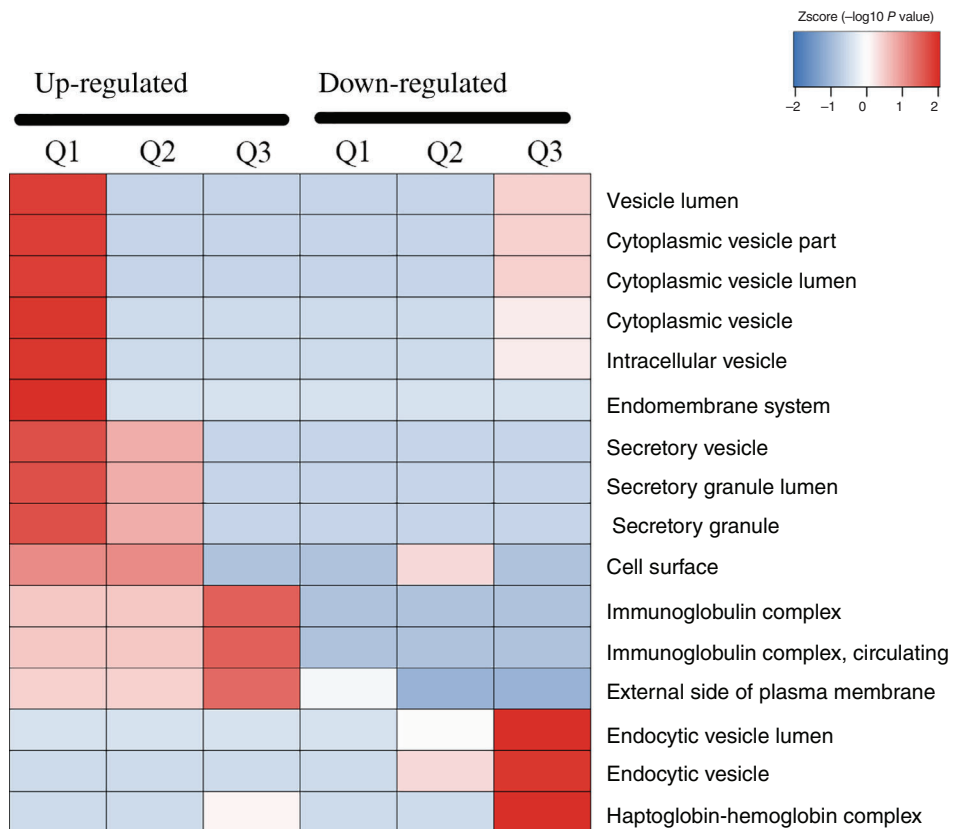 Zscore (–log10 P value)
–2 –1 0 1 2
Up-regulated Down-regulated
Q1 Q2 Q3 Q1 Q2 Q3
Vesicle lumen
Cytoplasmic vesicle part
Cytoplasmic vesicle lumen
Cytoplasmic vesicle
Intracellular vesicle
Endomembrane system
Secretory vesicle
Secretory granule lumen
Secretory granule
Cell surface
Immunoglobulin complex
Immunoglobulin complex, circulating
External side of plasma membrane
Endocytic vesicle lumen
Endocytic vesicle
Haptoglobin-hemoglobin complex